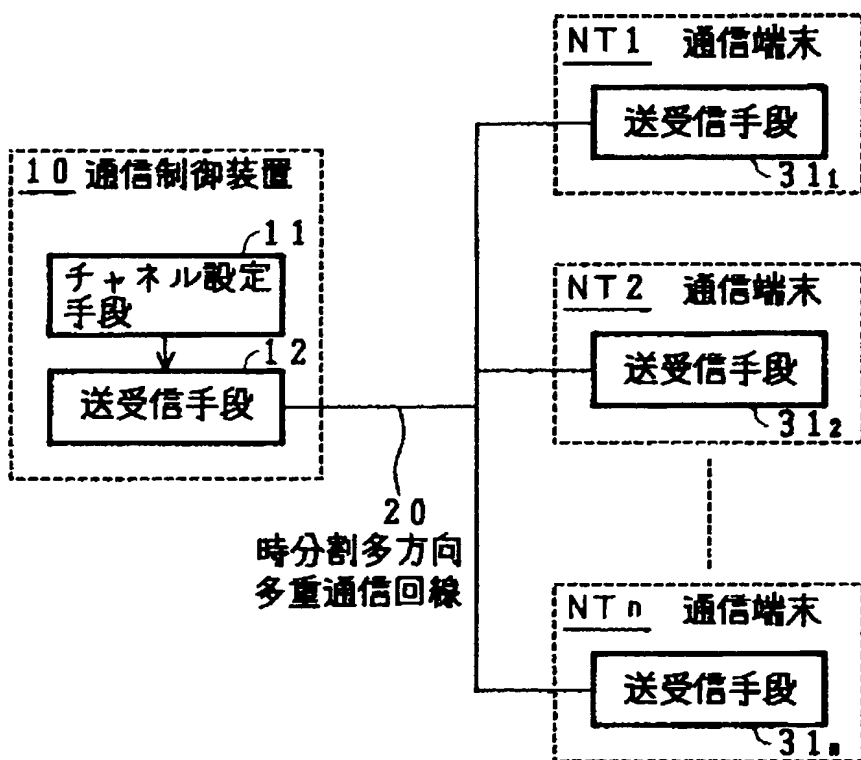 10 通信制御装置
11
チャネル設定
手段
12
送受信手段
20
時分割多方向
多重通信回線
NT1 通信端末
送受信手段
31₁
NT2 通信端末
送受信手段
31₂
NTn 通信端末
送受信手段
31ₙ